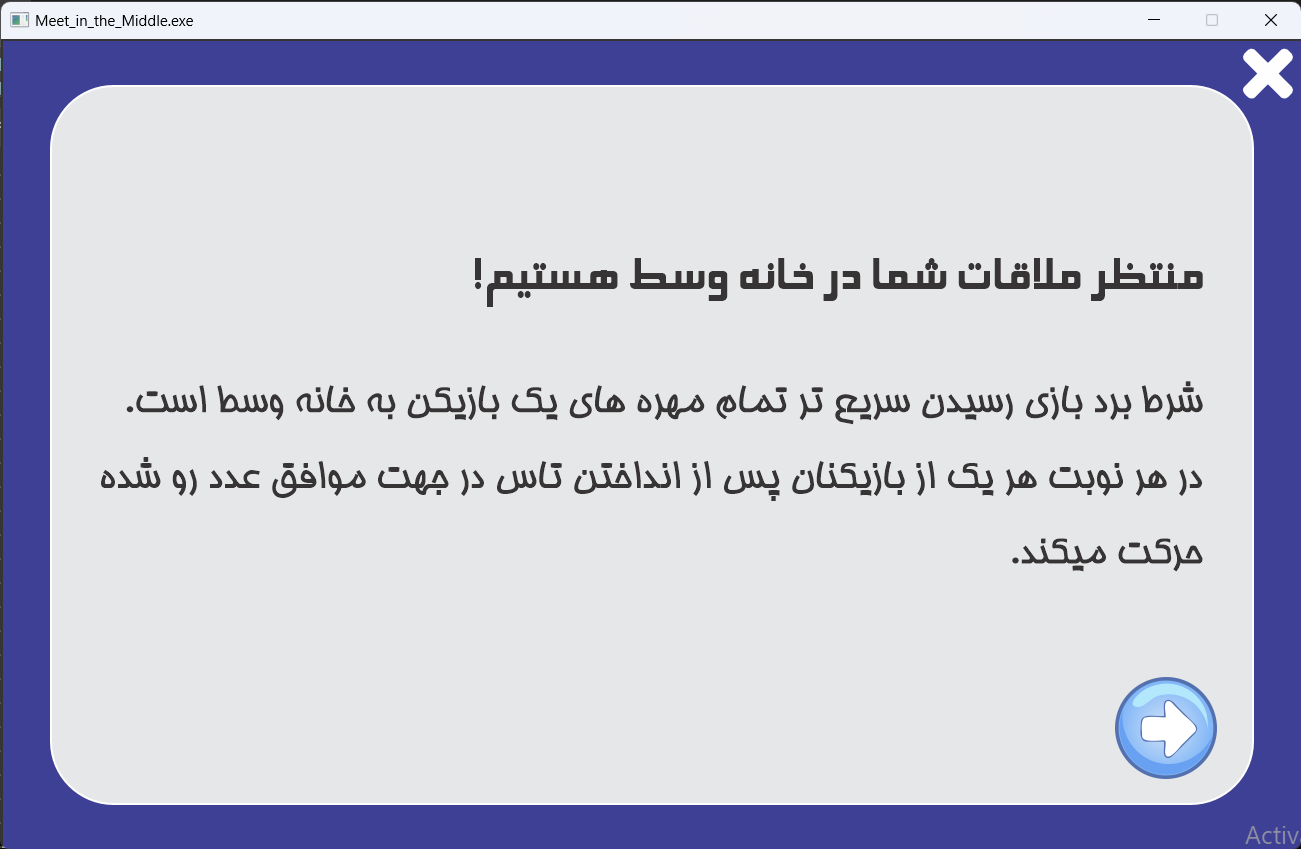 Meet_in_the_Middle.exe
منتظر ملاقات شما در خانه وسط هستیم!
شرط برد بازی رسیدن سریع تر تمام مهره های یک بازیکن به خانه وسط است.
در هر نوبت هر یک از بازیکنان پس از انداختن تاس در جهت موافق عدد رو شده
حرکت میکند.
Activ